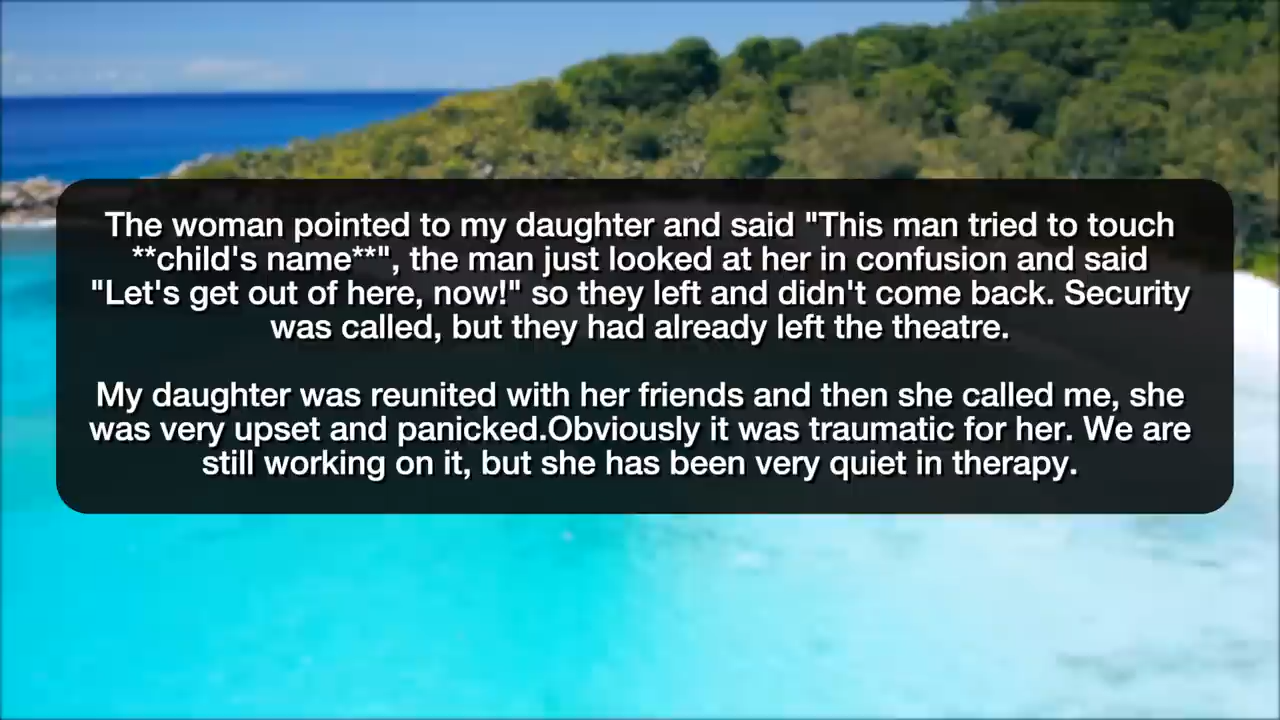 The woman pointed to my daughter and said "This man tried to touch
**child's name**", the man just looked at her in confusion and said
"Let's get out of here, now!" so they left and didn't come back. Security
was called, but they had already left the theatre.
My daughter was reunited with her friends and then she called me, she
was very upset and panicked.Obviously it was traumatic for her. We are
still working on it, but she has been very quiet in therapy.